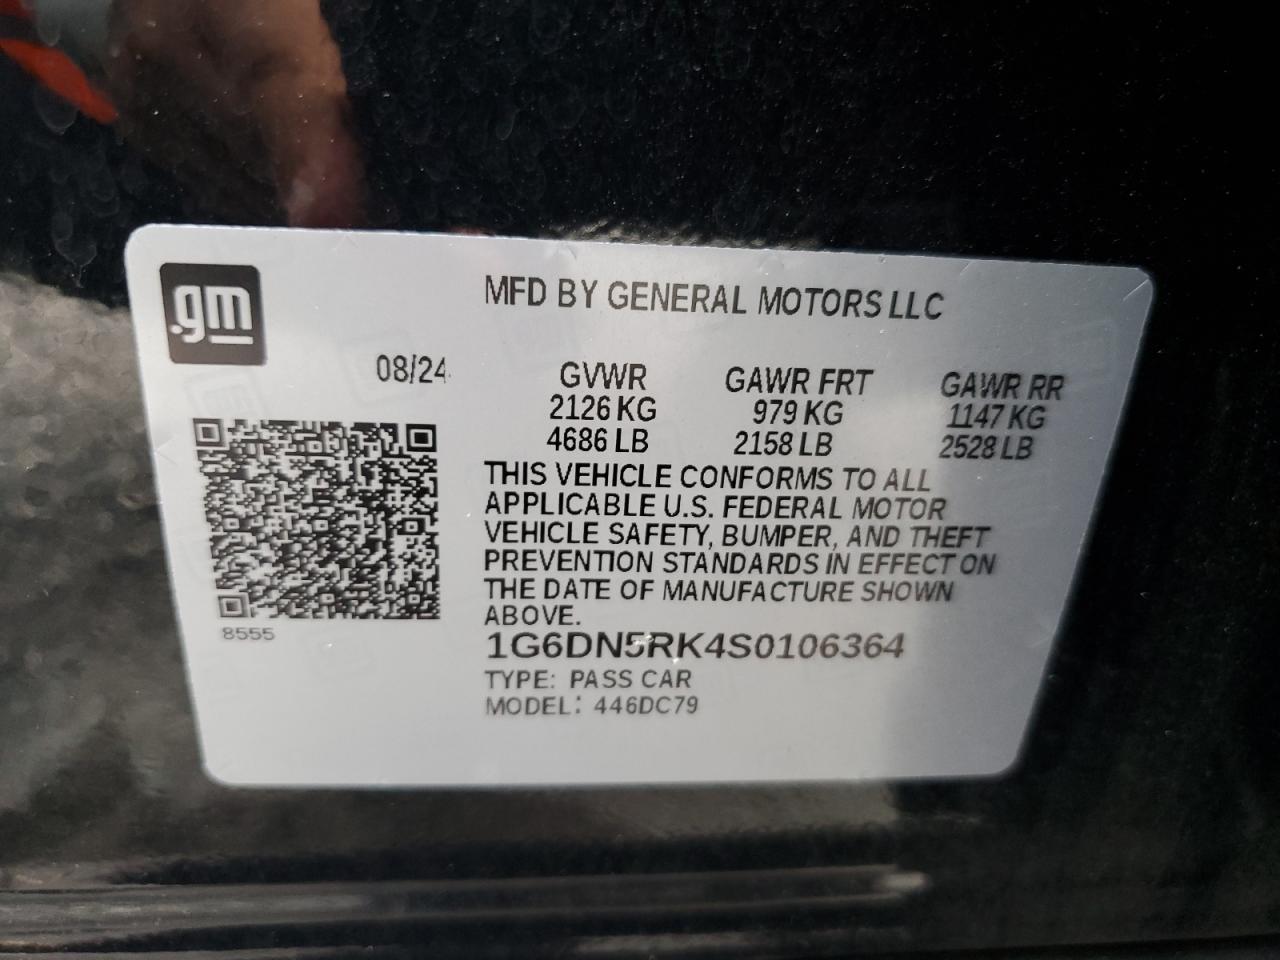 gm
MFD BY GENERAL MOTORS LLC
08/24
GVWR GAWR FRT GAWR RR
2126 KG 979 KG 1147 KG
4686 LB 2158 LB 2528 LB
THIS VEHICLE CONFORMS TO ALL
APPLICABLE U.S. FEDERAL MOTOR
VEHICLE SAFETY, BUMPER, AND THEFT
PREVENTION STANDARDS IN EFFECT ON
THE DATE OF MANUFACTURE SHOWN
ABOVE.
8555
1G6DN5RK4S0106364
TYPE: PASS CAR
MODEL: 446DC79